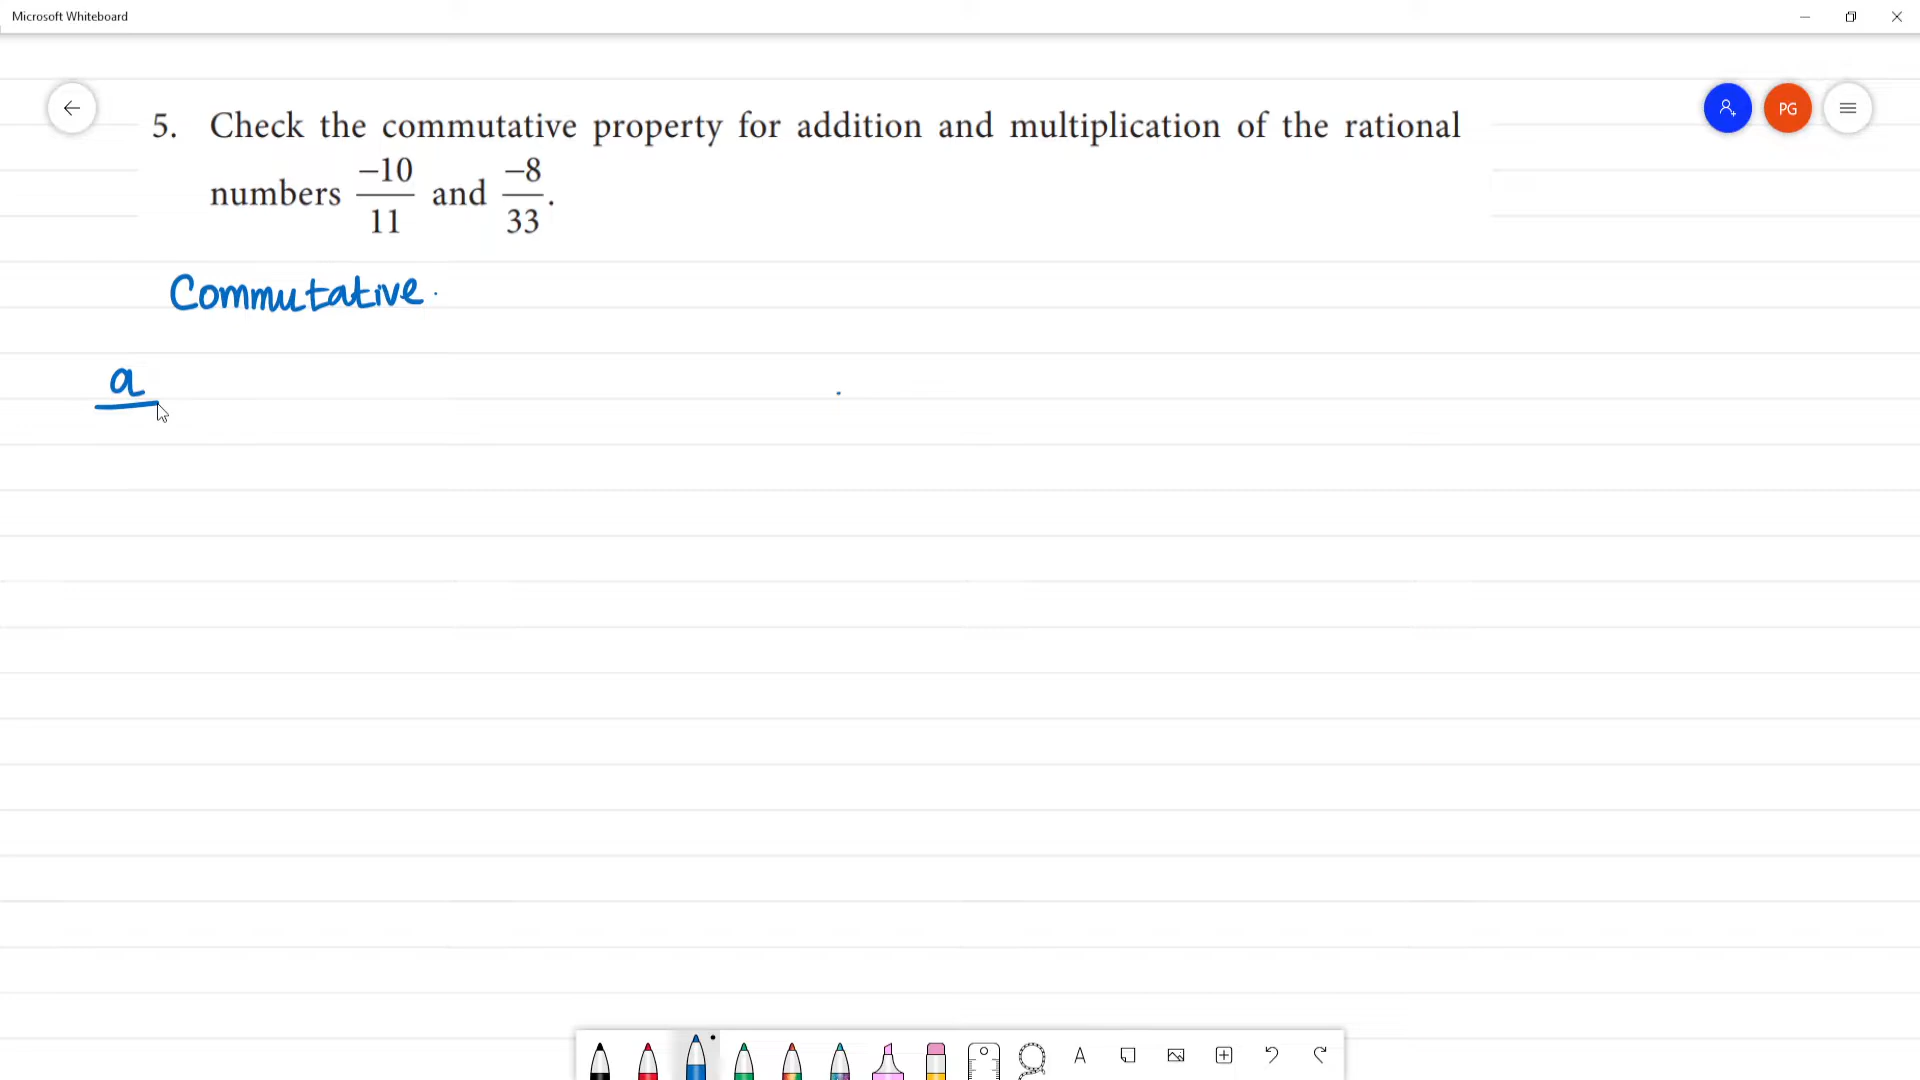 Microsoft Whiteboard
5. Check the commutative property for addition and multiplication of the rational
numbers −10/11 and −8/33.
PG
Commutative.
a
A